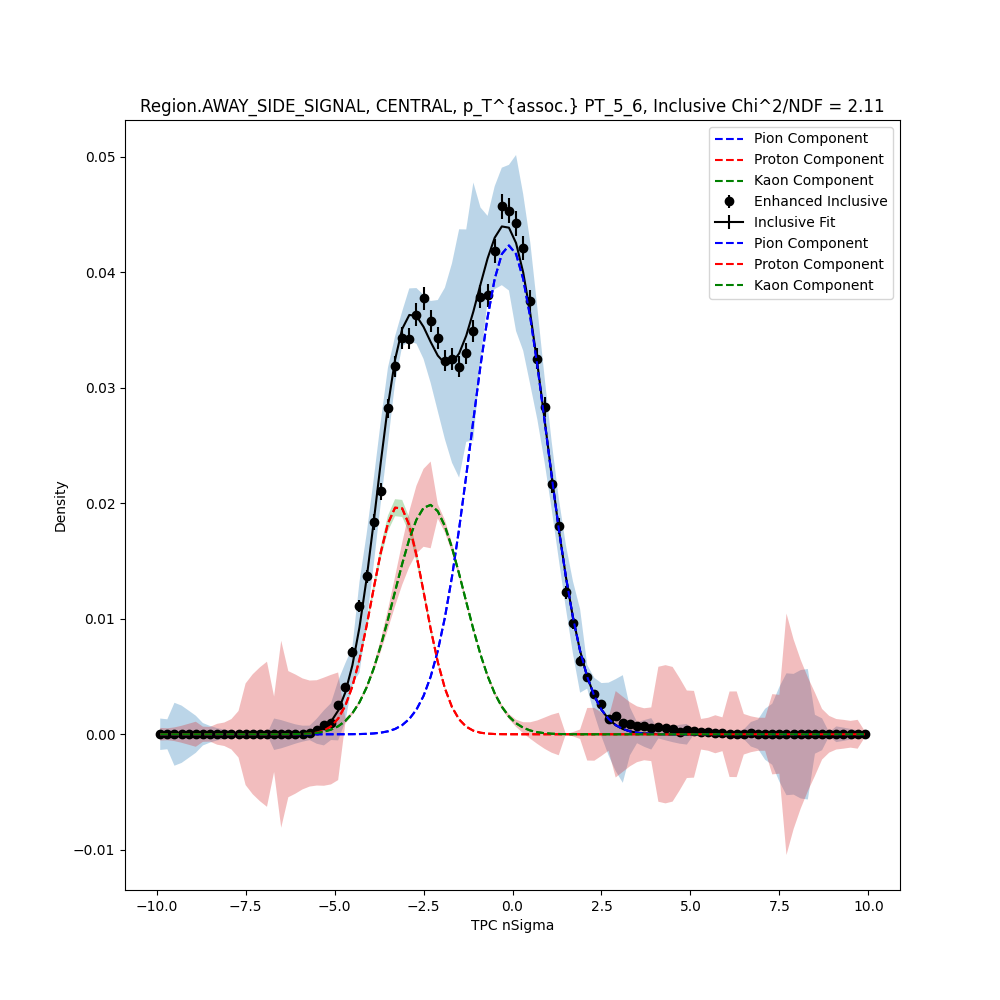 Region.AWAY_SIDE_SIGNAL, CENTRAL, p_T^{assoc.} PT_5_6, Inclusive Chi^2/NDF = 2.11
Pion Component
Proton Component
Kaon Component
Enhanced Inclusive
Inclusive Fit
Pion Component
Proton Component
Kaon Component
0.05
0.04
0.03
0.02
0.01
0.00
−0.01
Density
−10.0 −7.5 −5.0 −2.5 0.0 2.5 5.0 7.5 10.0
TPC nSigma